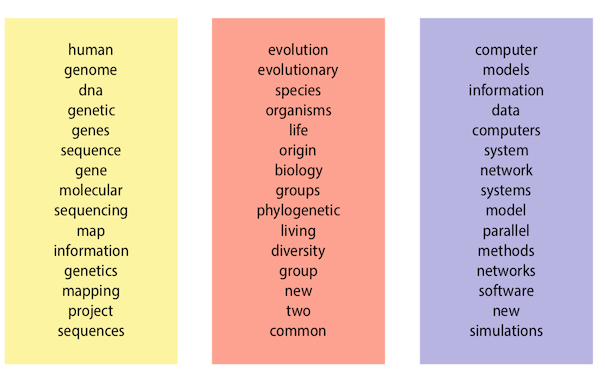 human
genome
dna
genetic
genes
sequence
gene
molecular
sequencing
map
information
genetics
mapping
project
sequences
evolution
evolutionary
species
organisms
life
origin
biology
groups
phylogenetic
living
diversity
group
new
two
common
computer
models
information
data
computers
system
network
systems
model
parallel
methods
networks
software
new
simulations